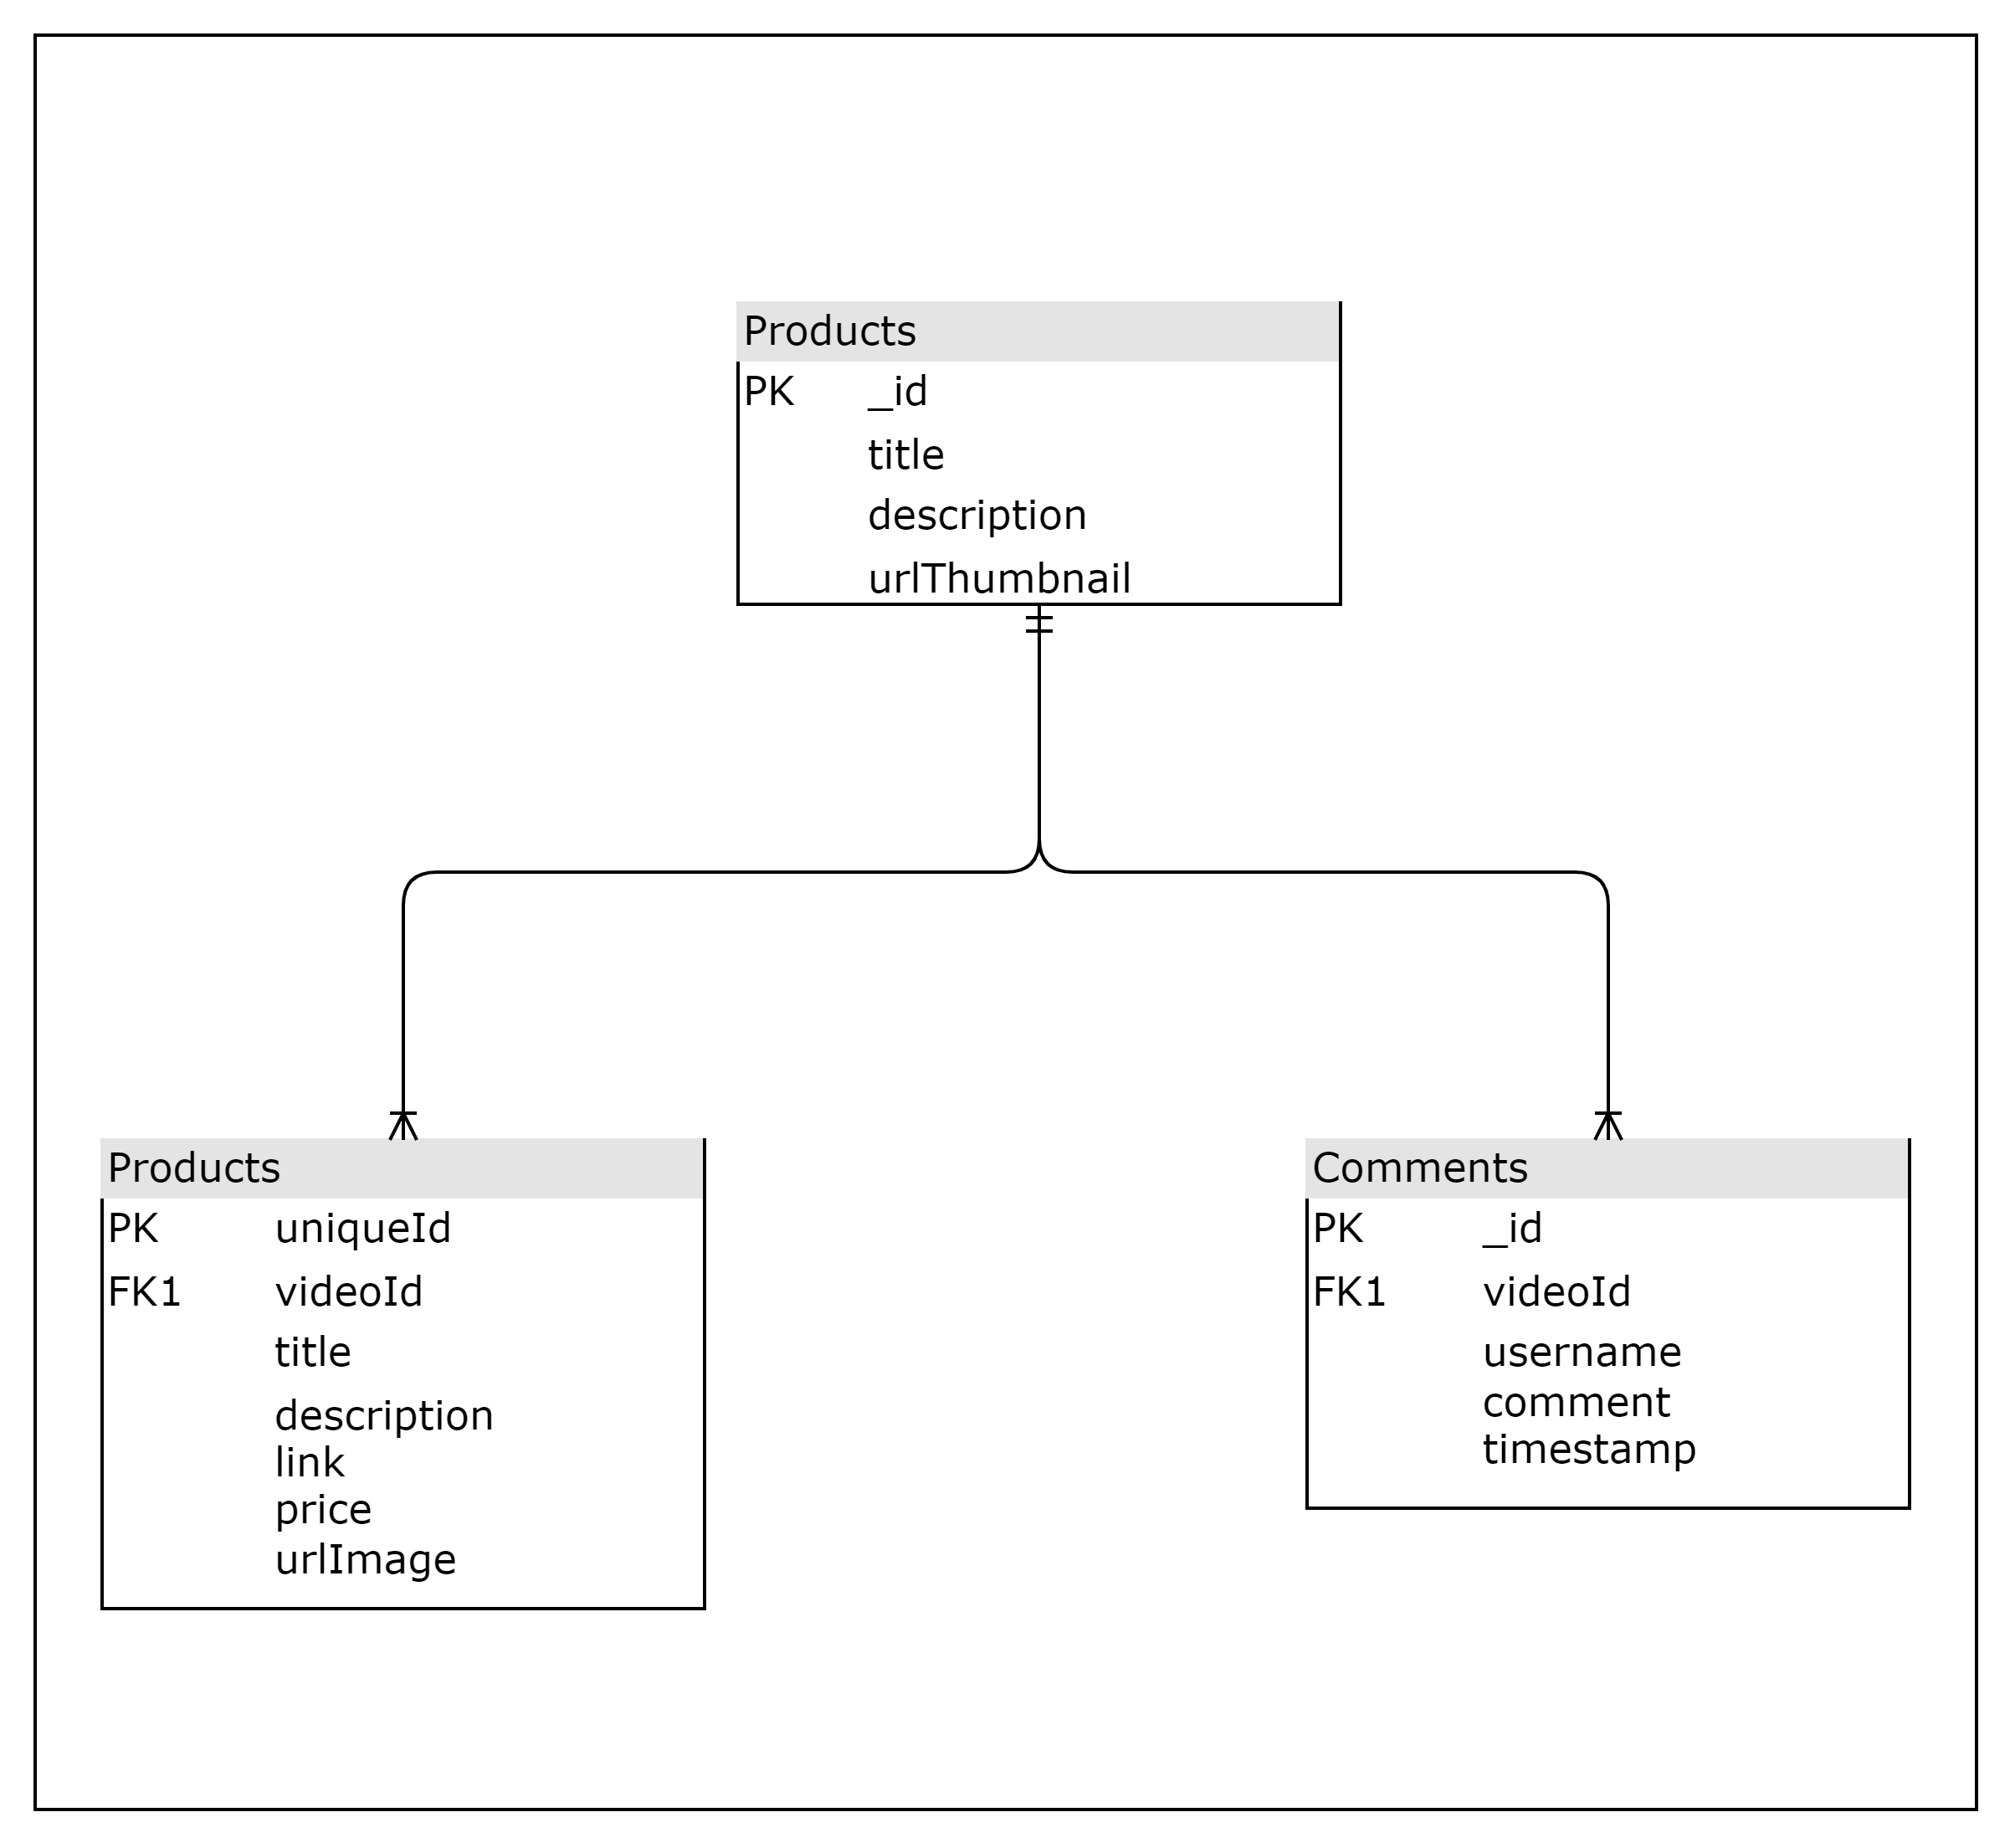 Products
PK _id
title
description
urlThumbnail
Products
PK uniqueId
FK1 videoId
title
description
link
price
urlImage
Comments
PK _id
FK1 videoId
username
comment
timestamp